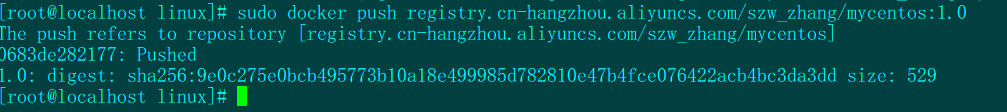 [root@localhost linux]# sudo docker push registry.cn-hangzhou.aliyuncs.com/szw_zhang/mycentos:1.0
The push refers to repository [registry.cn-hangzhou.aliyuncs.com/szw_zhang/mycentos]
0683de282177: Pushed
1.0: digest: sha256:9e0c275e0bcb495773b10a18e499985d782810e47b4fce076422acb4bc3da3dd size: 529
[root@localhost linux]#